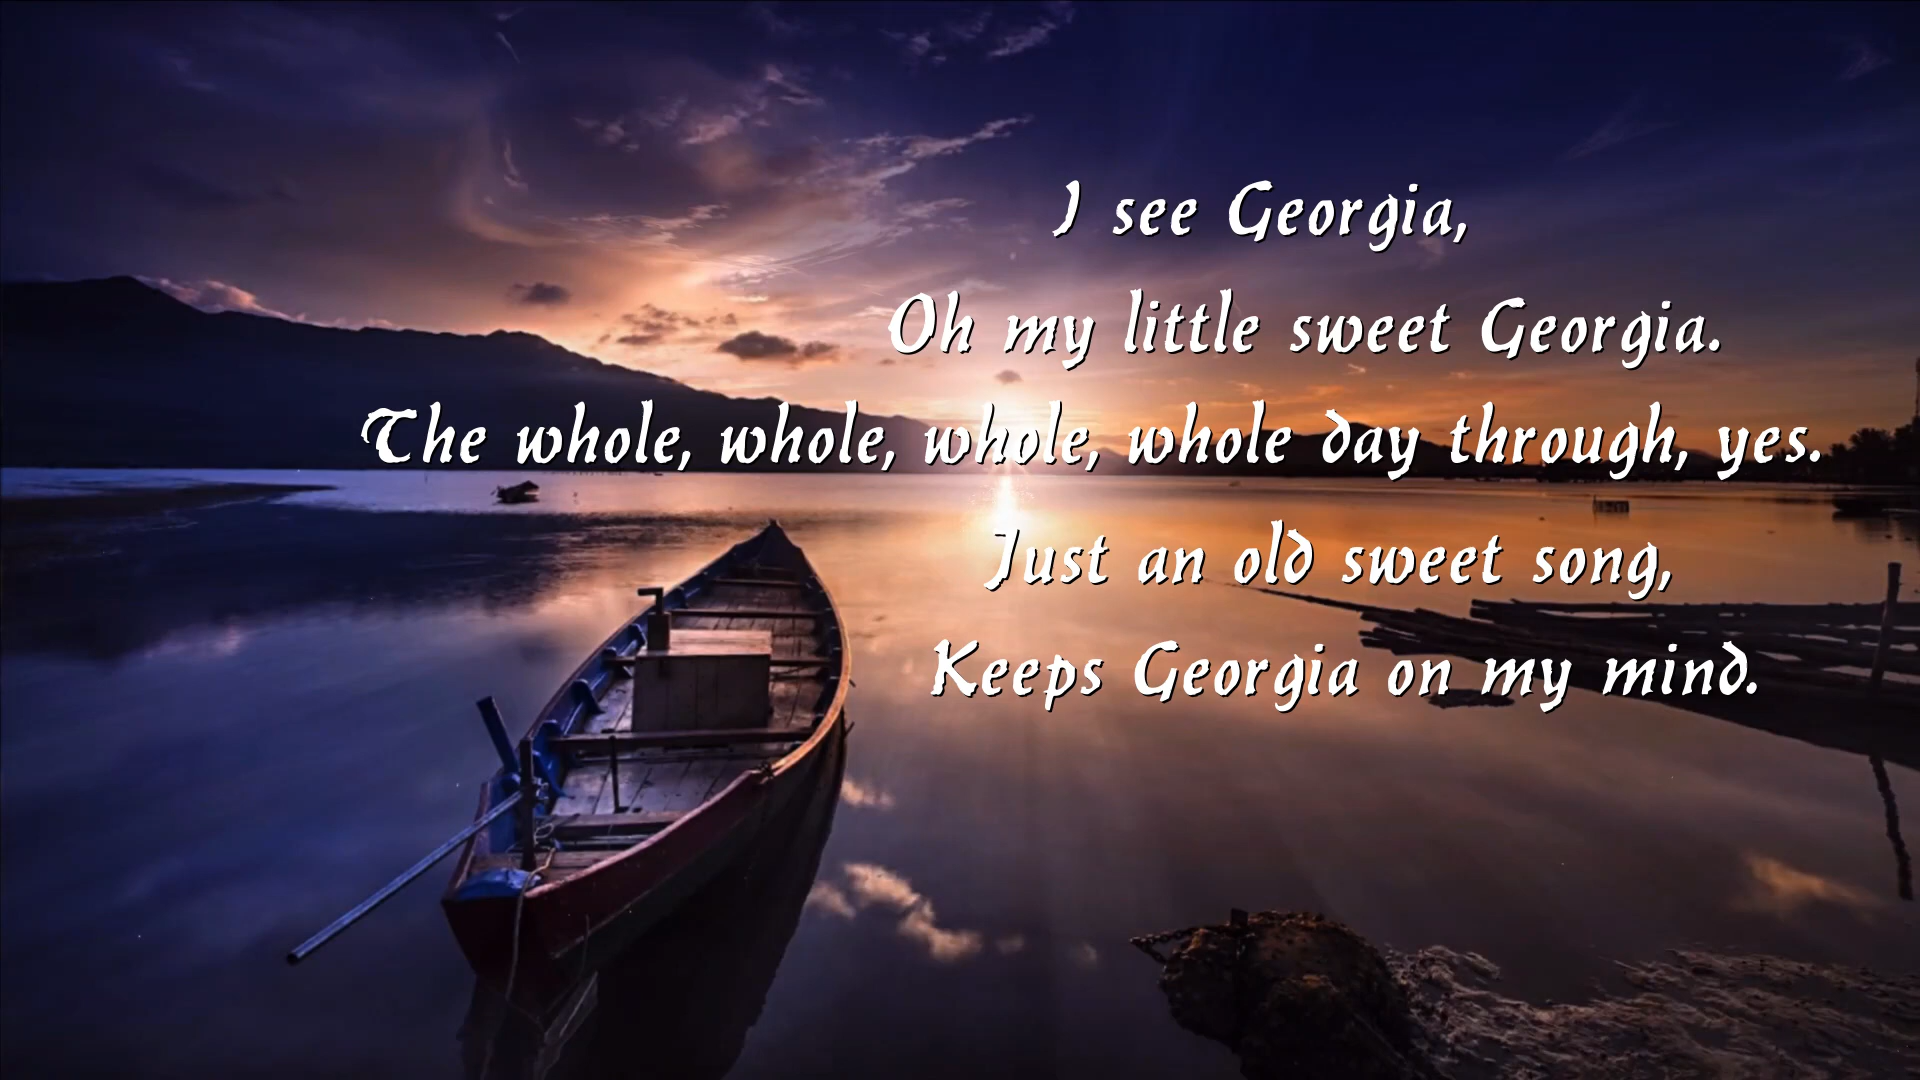 I see Georgia,
Oh my little sweet Georgia.
The whole, whole, whole, whole day through, yes.
Just an old sweet song,
Keeps Georgia on my mind.